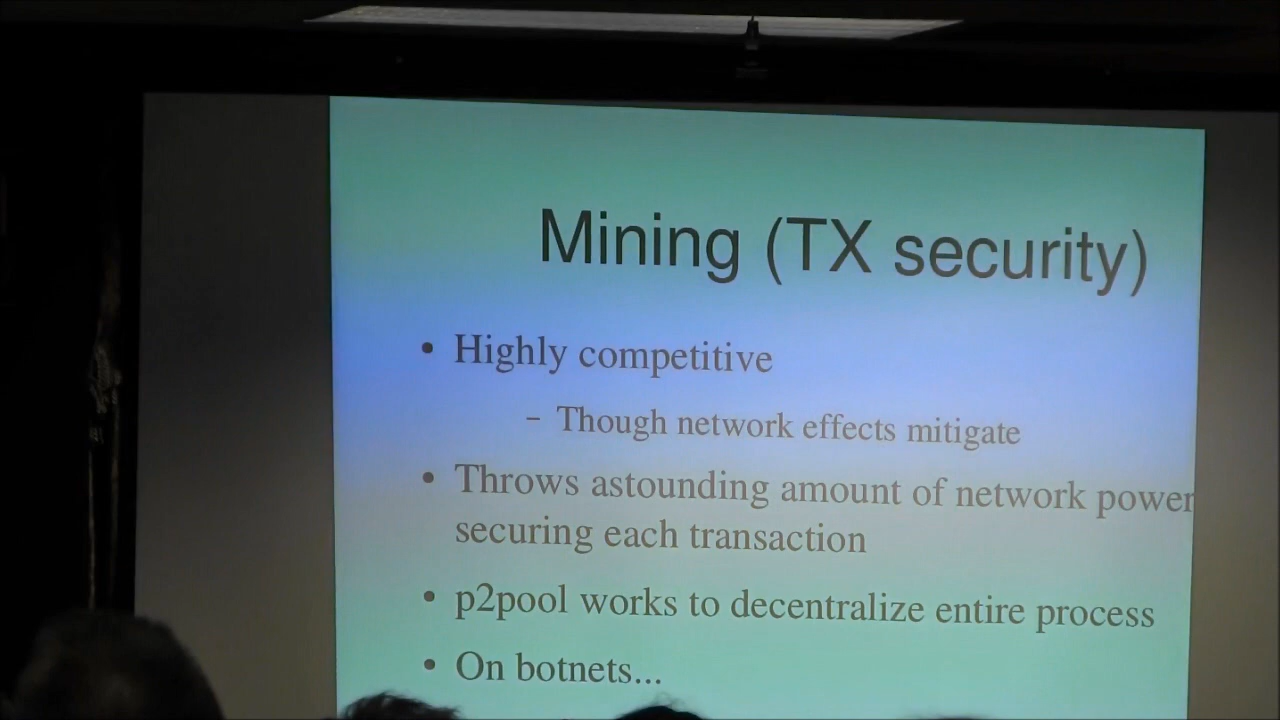 Mining (TX security)
• Highly competitive
– Though network effects mitigate
• Throws astounding amount of network power
securing each transaction
• p2pool works to decentralize entire process
• On botnets...